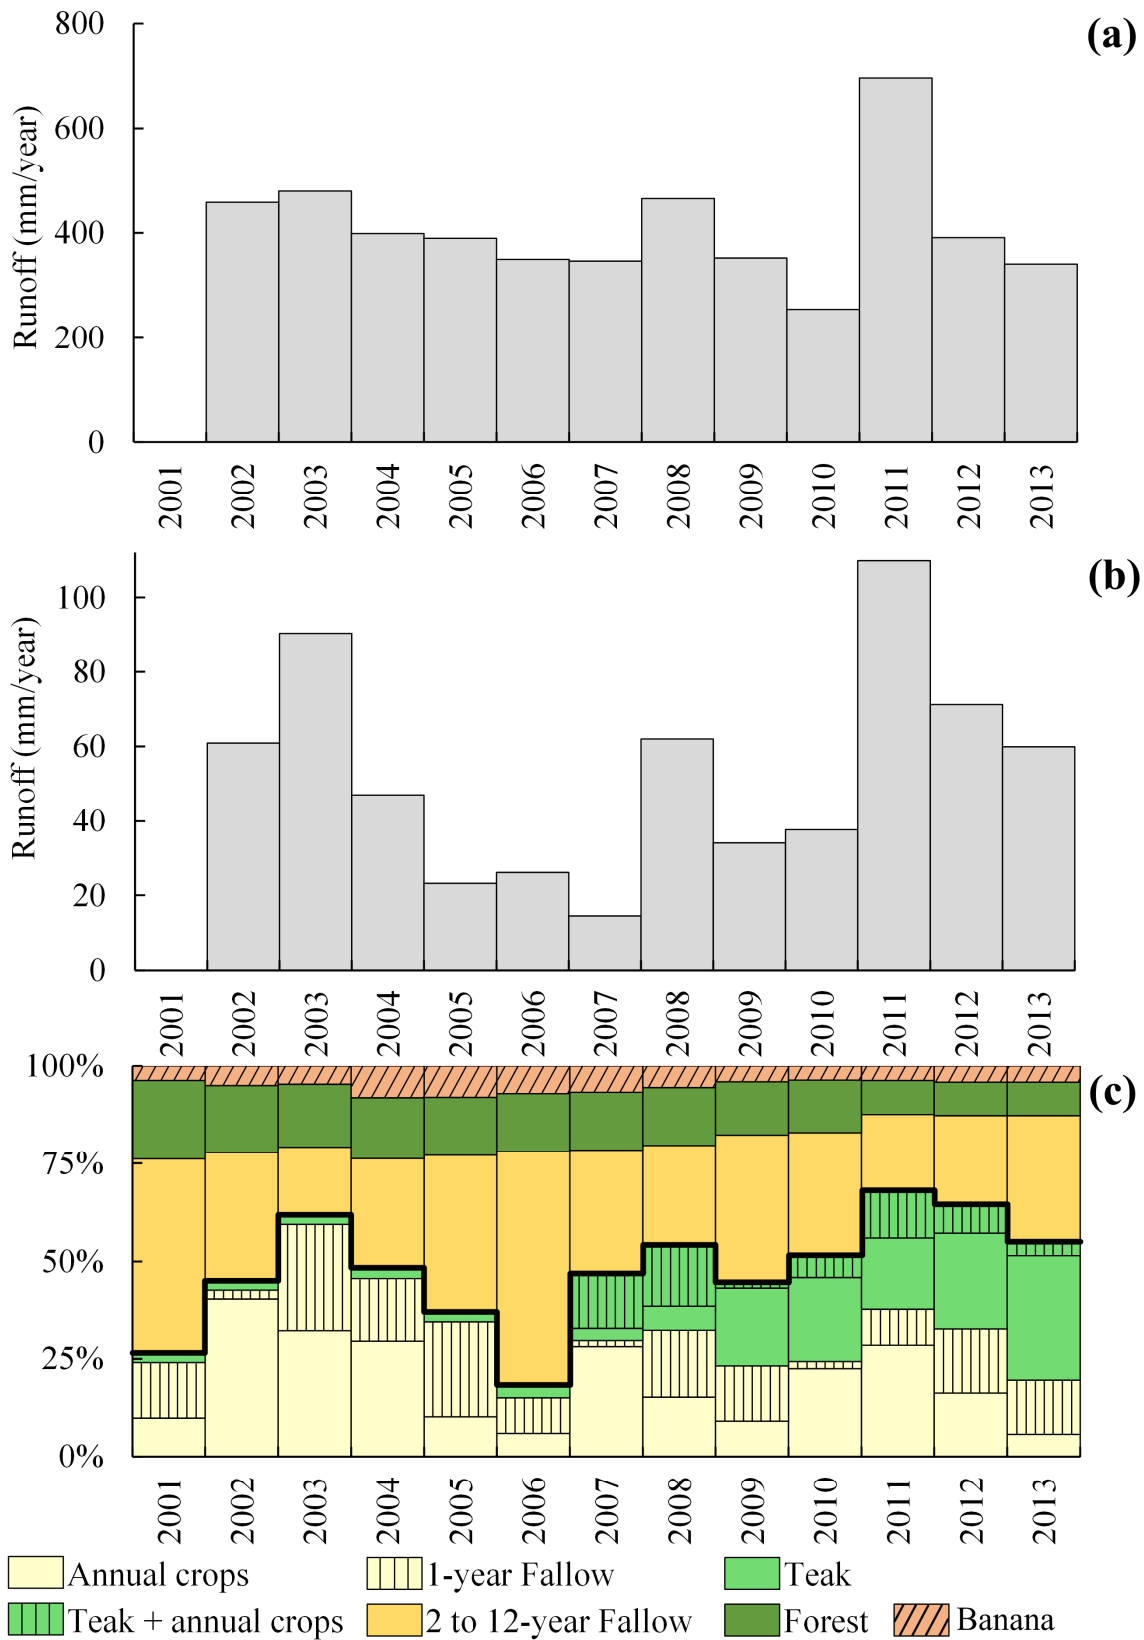 (a)
Runoff (mm/year)
800
600
400
200
0
2001 2002 2003 2004 2005 2006 2007 2008 2009 2010 2011 2012 2013
(b)
Runoff (mm/year)
100
80
60
40
20
0
2001 2002 2003 2004 2005 2006 2007 2008 2009 2010 2011 2012 2013
(c)
100%
75%
50%
25%
0%
2001 2002 2003 2004 2005 2006 2007 2008 2009 2010 2011 2012 2013
Annual crops 1-year Fallow Teak
Teak + annual crops 2 to 12-year Fallow Forest Banana